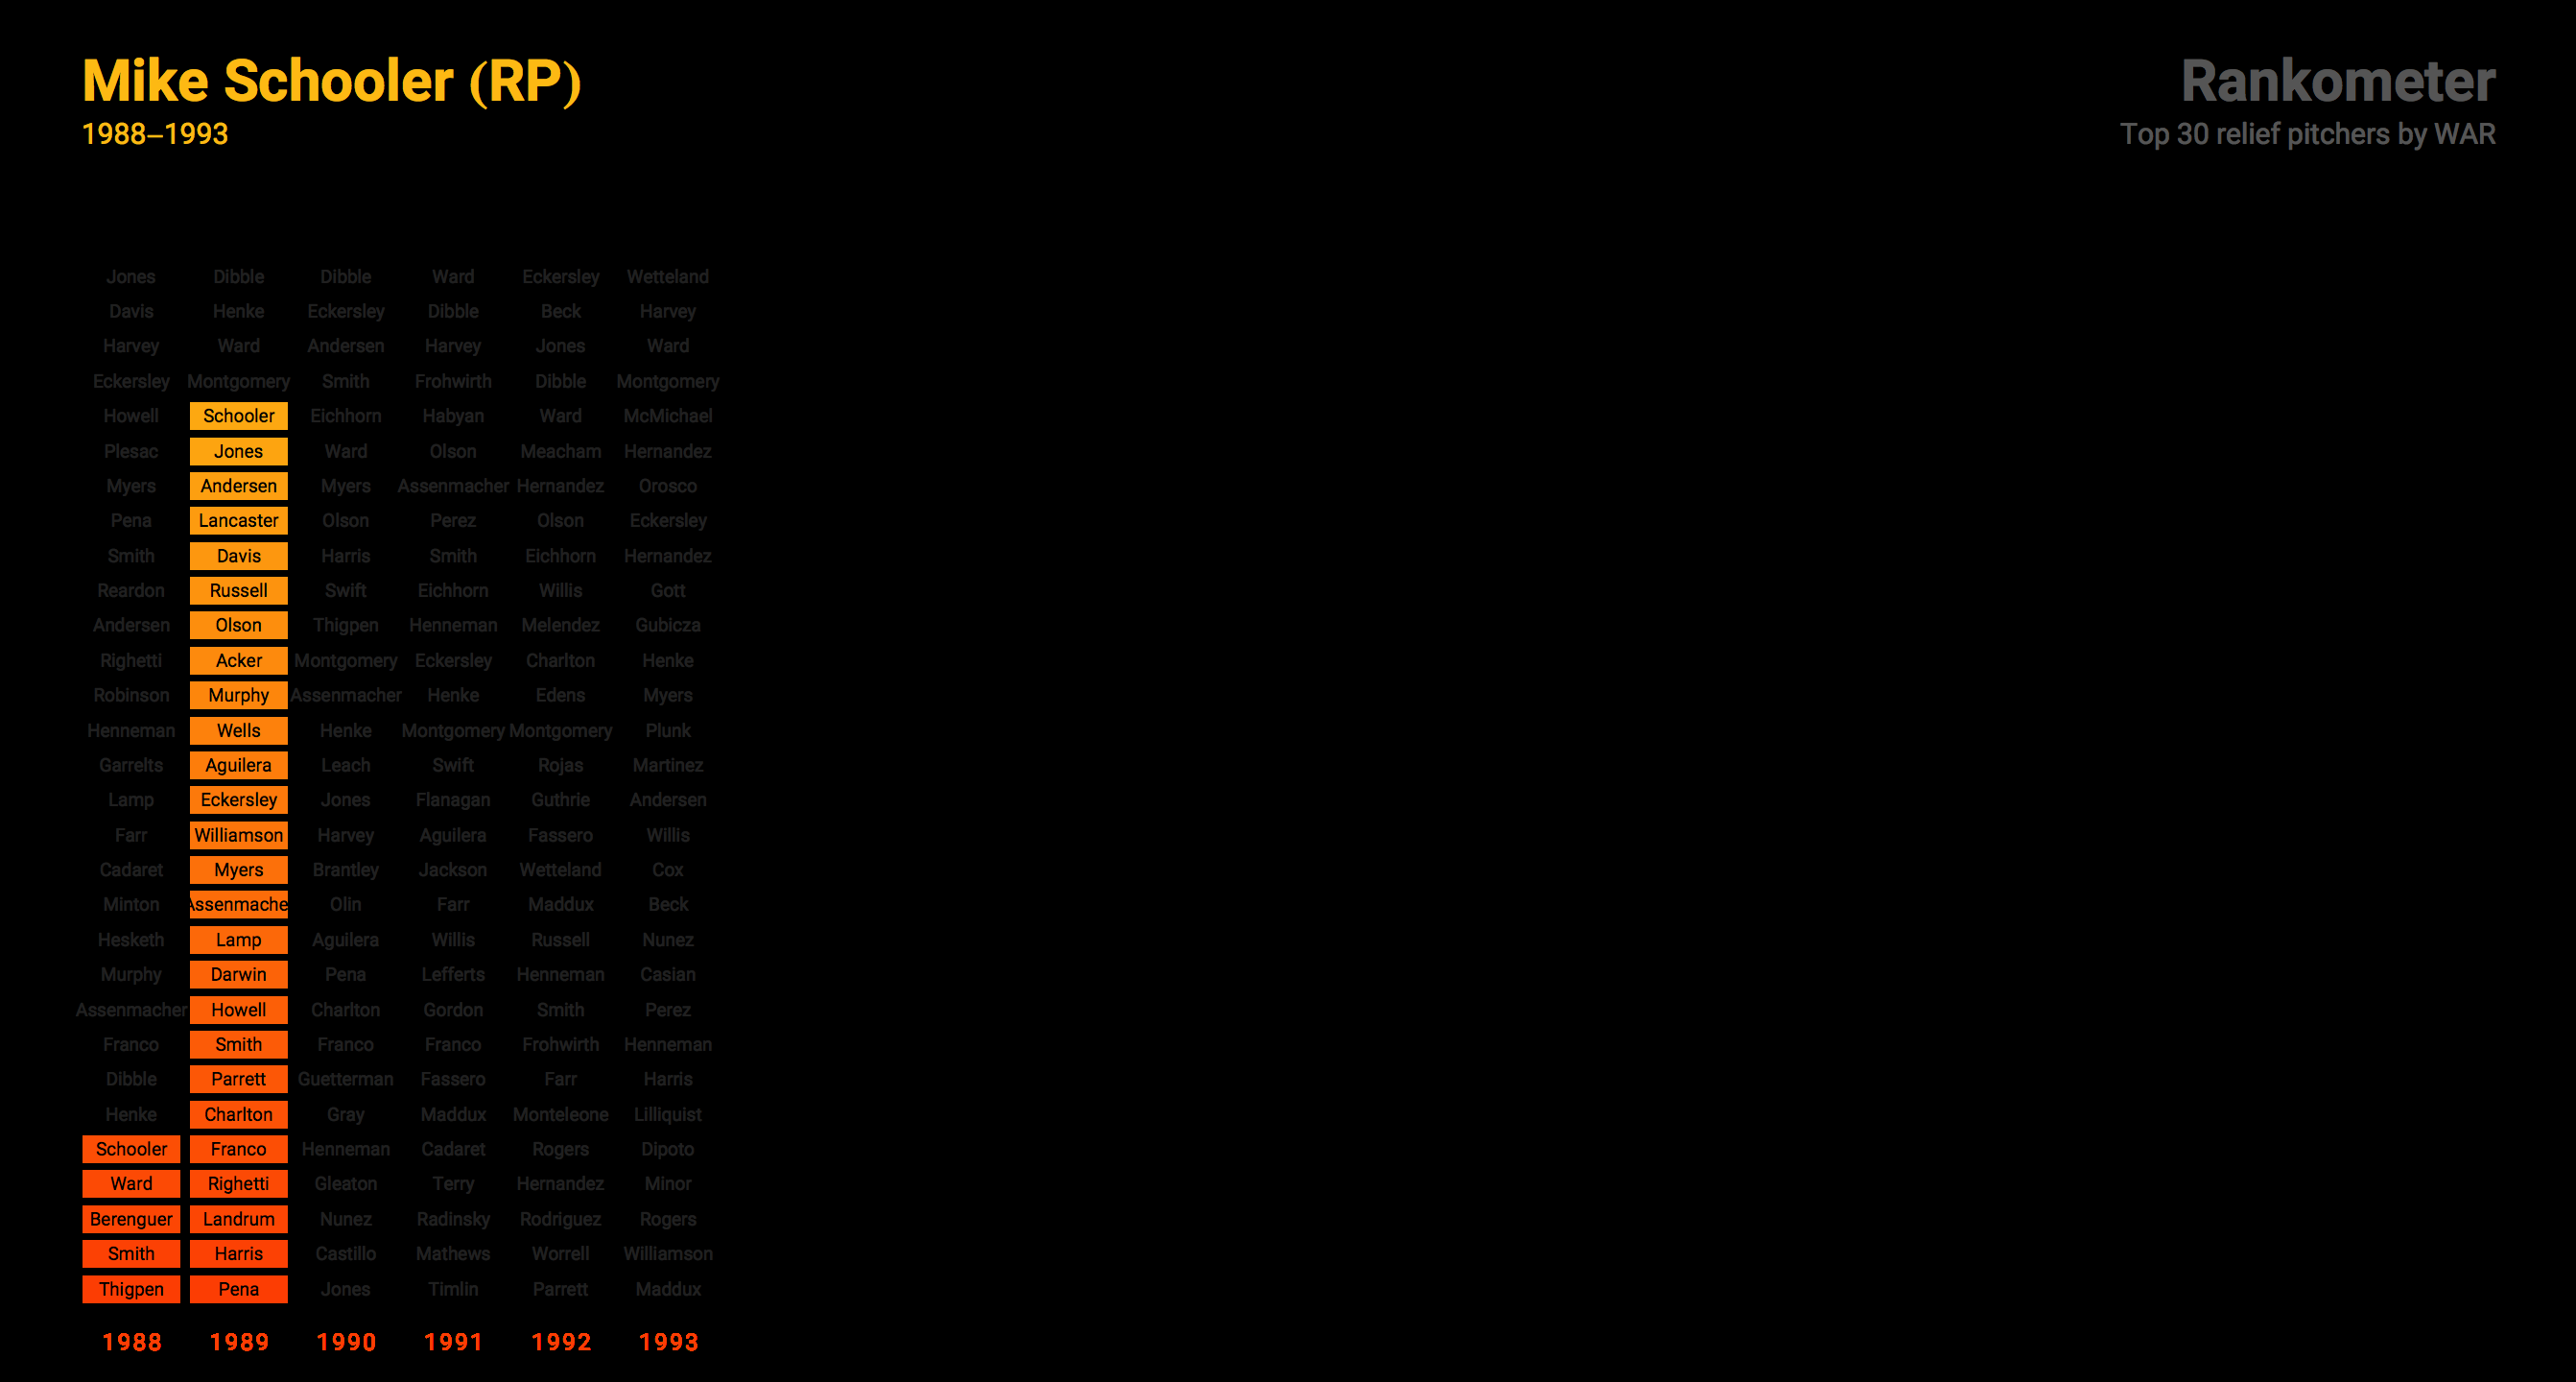 Mike Schooler (RP)
1988–1993
Rankometer
Top 30 relief pitchers by WAR
Jones Dibble Dibble Ward Eckersley Wetteland
Davis Henke Eckersley Dibble Beck Harvey
Harvey Ward Andersen Harvey Jones Ward
Eckersley Montgomery Smith Frohwirth Dibble Montgomery
Howell Schooler Eichhorn Habyan Ward McMichael
Plesac Jones Ward Olson Meacham Hernandez
Myers Andersen Myers Assenmacher Hernandez Orosco
Pena Lancaster Olson Perez Olson Eckersley
Smith Davis Harris Smith Eichhorn Hernandez
Reardon Russell Swift Eichhorn Willis Gott
Andersen Olson Thigpen Henneman Melendez Gubicza
Righetti Acker Montgomery Eckersley Charlton Henke
Robinson Murphy Assenmacher Henke Edens Myers
Henneman Wells Henke Montgomery Montgomery Plunk
Garrelts Aguilera Leach Swift Rojas Martinez
Lamp Eckersley Jones Flanagan Guthrie Andersen
Farr Williamson Harvey Aguilera Fassero Willis
Cadaret Myers Brantley Jackson Wetteland Cox
Minton Assenmache Olin Farr Maddux Beck
Hesketh Lamp Aguilera Willis Russell Nunez
Murphy Darwin Pena Lefferts Henneman Casian
Assenmacher Howell Charlton Gordon Smith Perez
Franco Smith Franco Franco Frohwirth Henneman
Dibble Parrett Guetterman Fassero Farr Harris
Henke Charlton Gray Maddux Monteleone Lilliquist
Schooler Franco Henneman Cadaret Rogers Dipoto
Ward Righetti Gleaton Terry Hernandez Minor
Berenguer Landrum Nunez Radinsky Rodriguez Rogers
Smith Harris Castillo Mathews Worrell Williamson
Thigpen Pena Jones Timlin Parrett Maddux
1988 1989 1990 1991 1992 1993